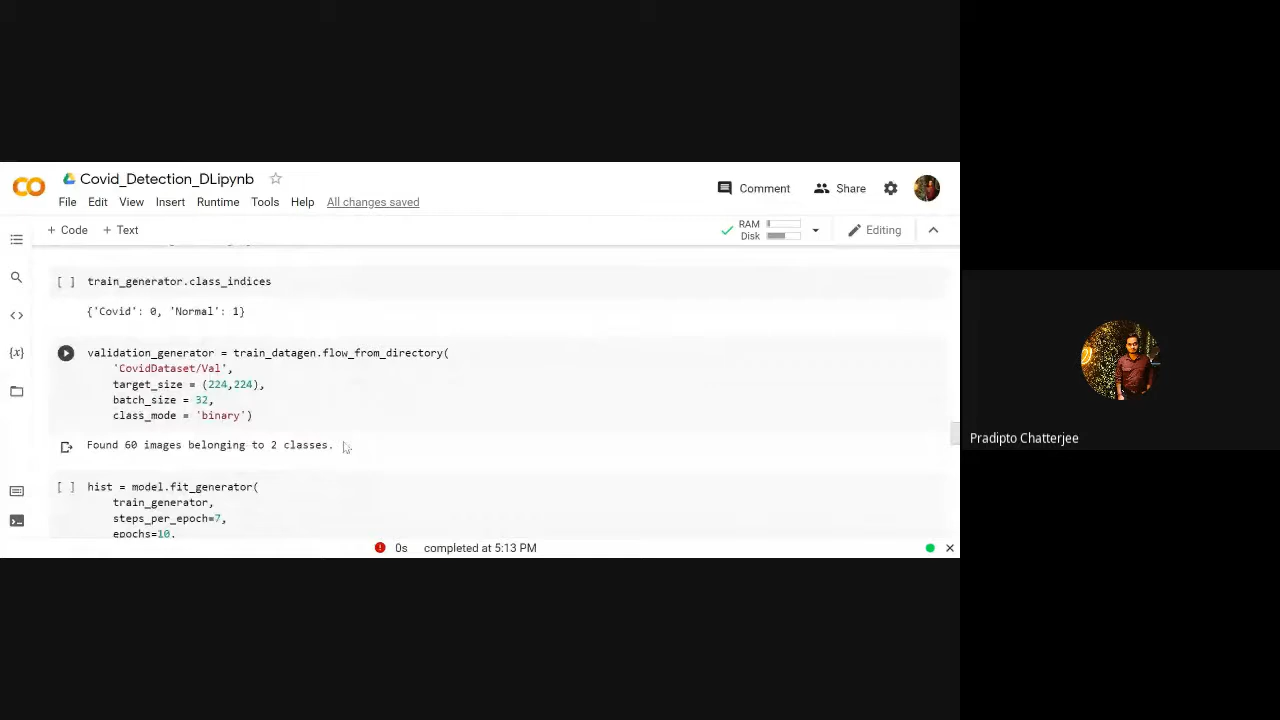 Covid_Detection_DLipynb
File Edit View Insert Runtime Tools Help All changes saved
Comment Share
+ Code + Text
RAM
Disk
Editing
[ ] train_generator.class_indices
{'Covid': 0, 'Normal': 1}
validation_generator = train_datagen.flow_from_directory(
'CovidDataset/Val',
target_size = (224,224),
batch_size = 32,
class_mode = 'binary')
Found 60 images belonging to 2 classes.
[ ] hist = model.fit_generator(
train_generator,
steps_per_epoch=7,
epochs=10,
0s completed at 5:13 PM
Pradipto Chatterjee